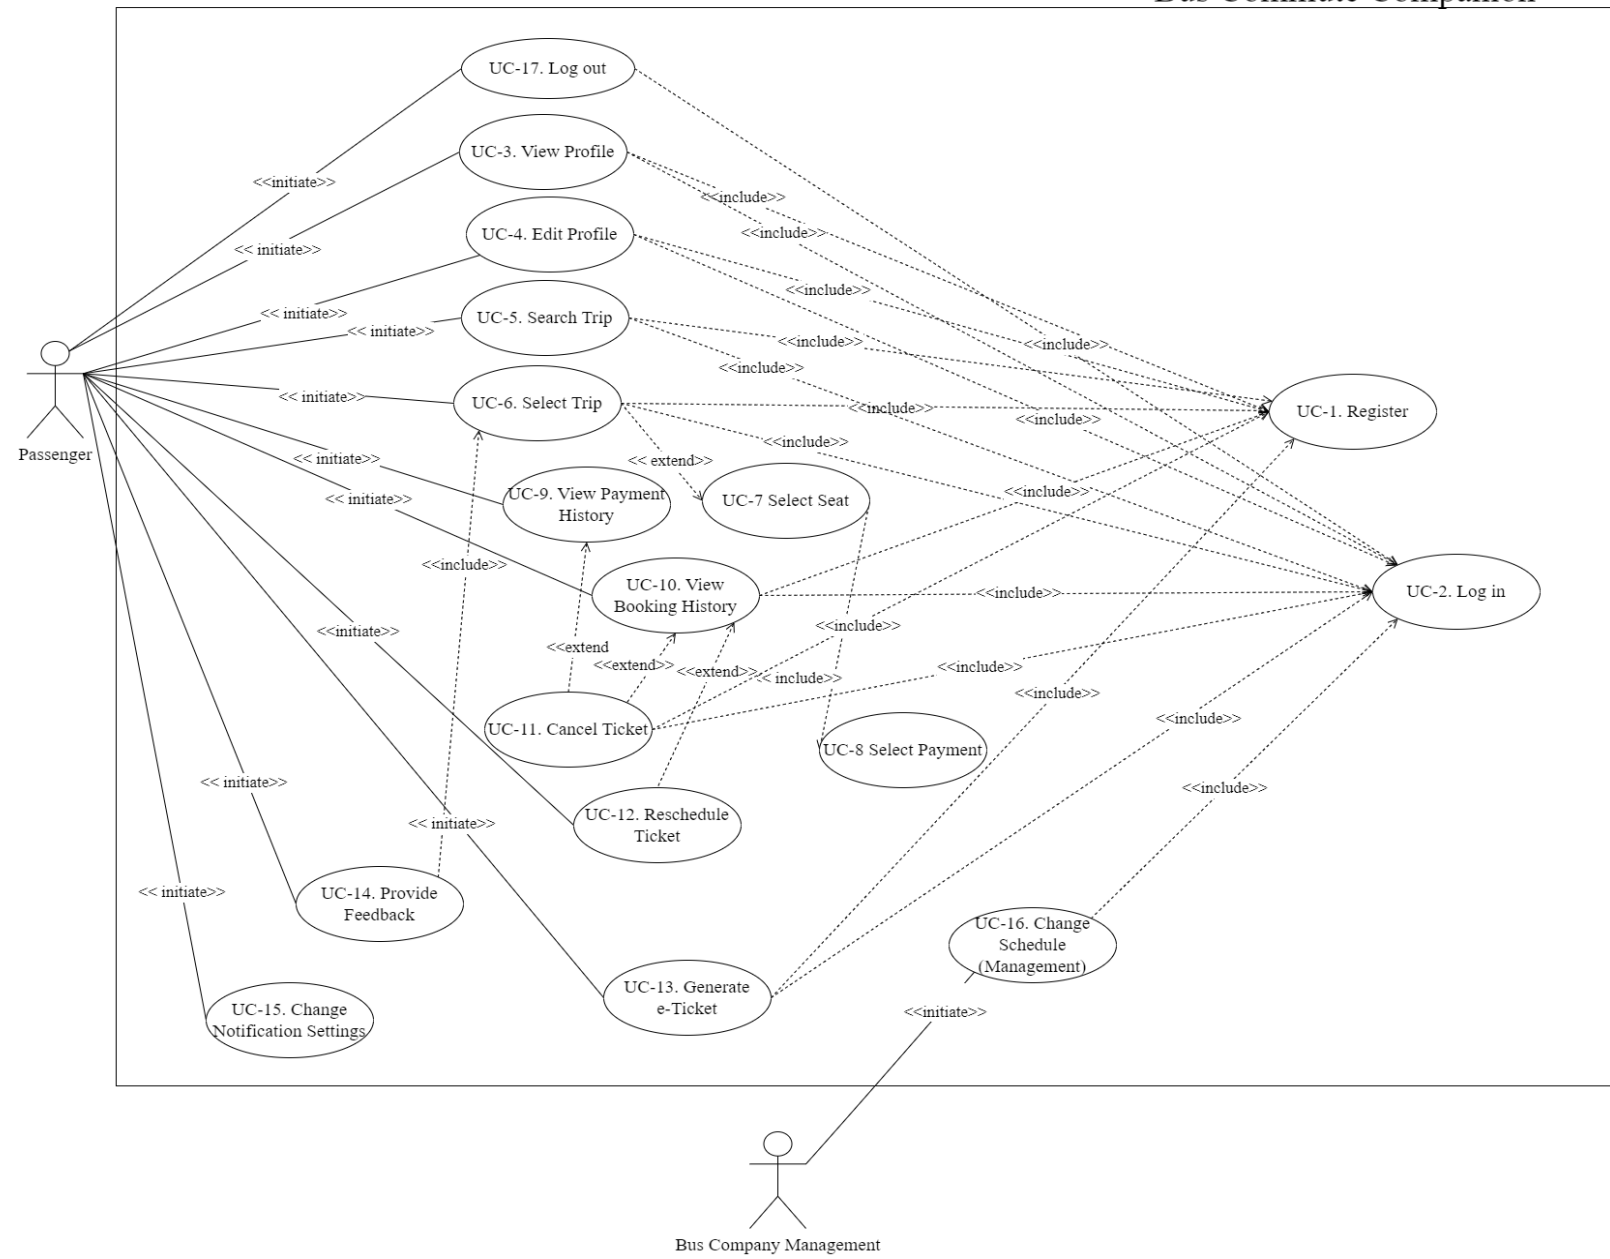 Bus Commute Companion
UC-17. Log out
UC-3. View Profile
<<initiate>>
<<include>>
UC-4. Edit Profile
<<include>>
<< initiate>>
<<include>>
<< initiate>>
UC-5. Search Trip
<< initiate>>
<<include>>
<<include>>
<<include>>
<< initiate>>
UC-6. Select Trip
<<include>>
UC-1. Register
<<include>>
<<include>>
Passenger
<< initiate>>
<< extend>>
<< initiate>>
UC-9. View Payment
History
UC-7 Select Seat
<<include>>
<<include>>
UC-10. View
Booking History
<<include>>
UC-2. Log in
<<initiate>>
<<include>>
<<extend
<<extend>>
<<extend>>
<< include>>
<<include>>
<<include>>
<<include>>
UC-11. Cancel Ticket
UC-8 Select Payment
<< initiate>>
<<include>>
UC-12. Reschedule
Ticket
<< initiate>>
<< initiate>>
UC-14. Provide
Feedback
UC-16. Change
Schedule
(Management)
UC-13. Generate
e-Ticket
<<initiate>>
UC-15. Change
Notification Settings
Bus Company Management